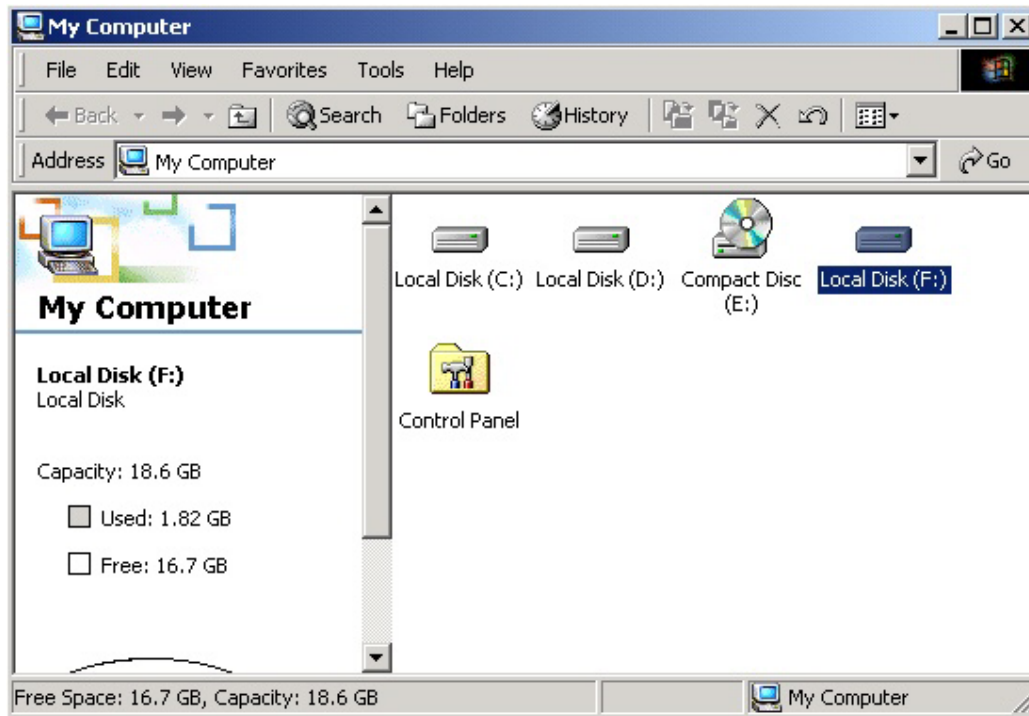 My Computer
File Edit View Favorites Tools Help
Back Search Folders History
Address My Computer Go
My Computer
Local Disk (F:)
Local Disk
Capacity: 18.6 GB
Used: 1.82 GB
Free: 16.7 GB
Local Disk (C:) Local Disk (D:) Compact Disc Local Disk (F:)
(E:)
Control Panel
Free Space: 16.7 GB, Capacity: 18.6 GB My Computer